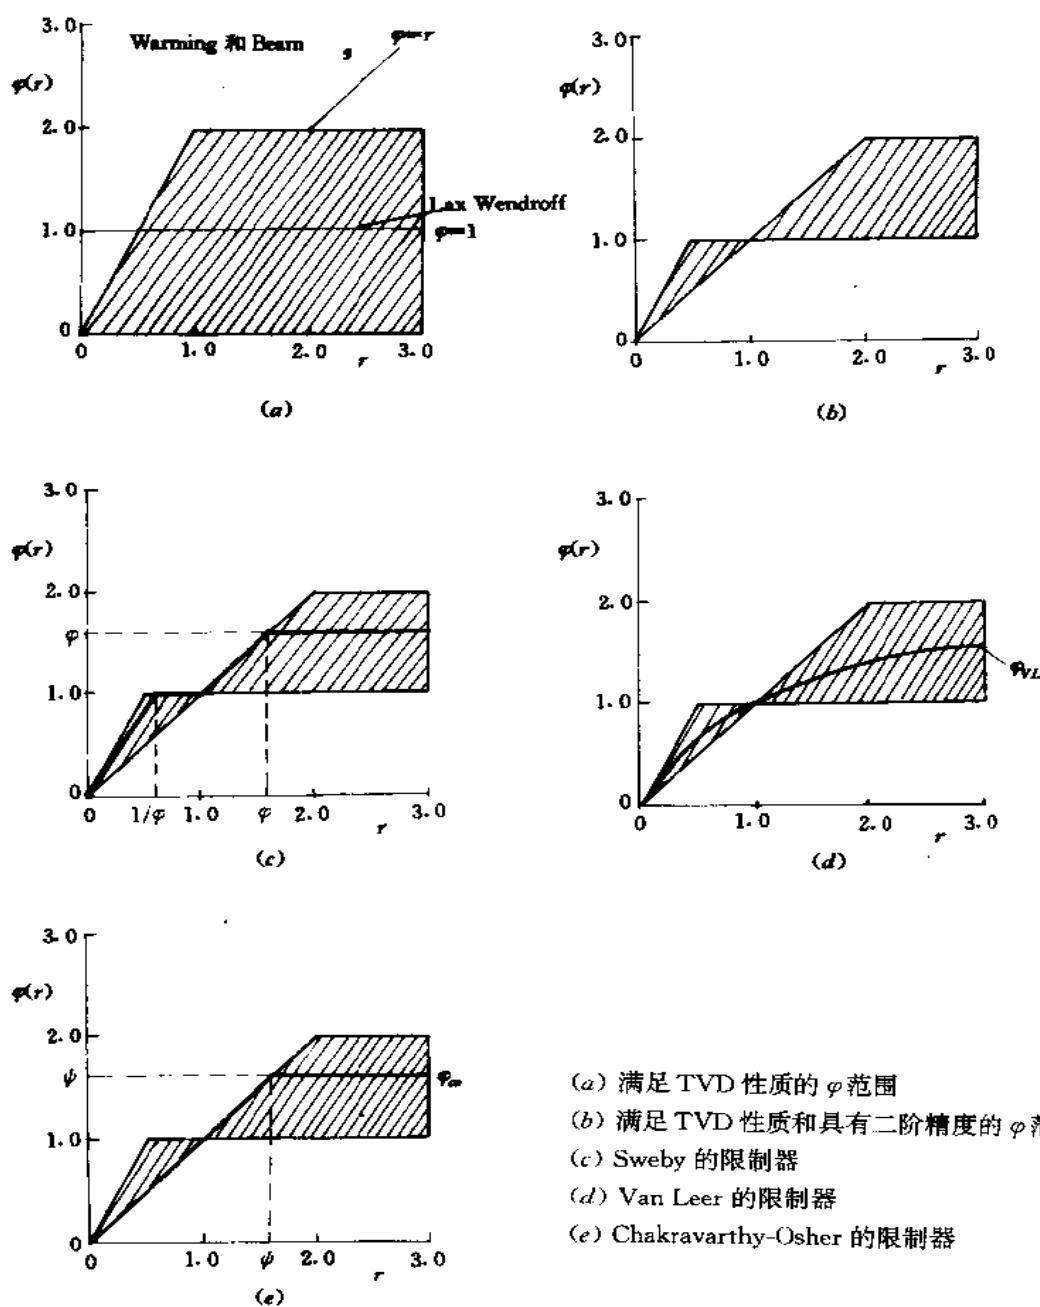 3.0
Warming 和 Beam
φ=r
φ(r)
2.0
Lax Wendroff
1.0
φ=1
0
0 1.0 2.0 r 3.0
(a)
3.0
φ(r)
2.0
1.0
0
0 1.0 2.0 r 3.0
(b)
3.0
φ(r)
2.0
φ
1.0
0
0 1/φ 1.0 φ 2.0 r 3.0
(c)
3.0
φ(r)
2.0
φVL
1.0
0
0 1.0 2.0 r 3.0
(d)
3.0
φ(r)
2.0
ψ
1.0
0
0 1.0 ψ 2.0 r 3.0
(e)
(a) 满足 TVD 性质的 φ 范围
(b) 满足 TVD 性质和具有二阶精度的 φ
(c) Sweby 的限制器
(d) Van Leer 的限制器
(e) Chakravarthy-Osher 的限制器